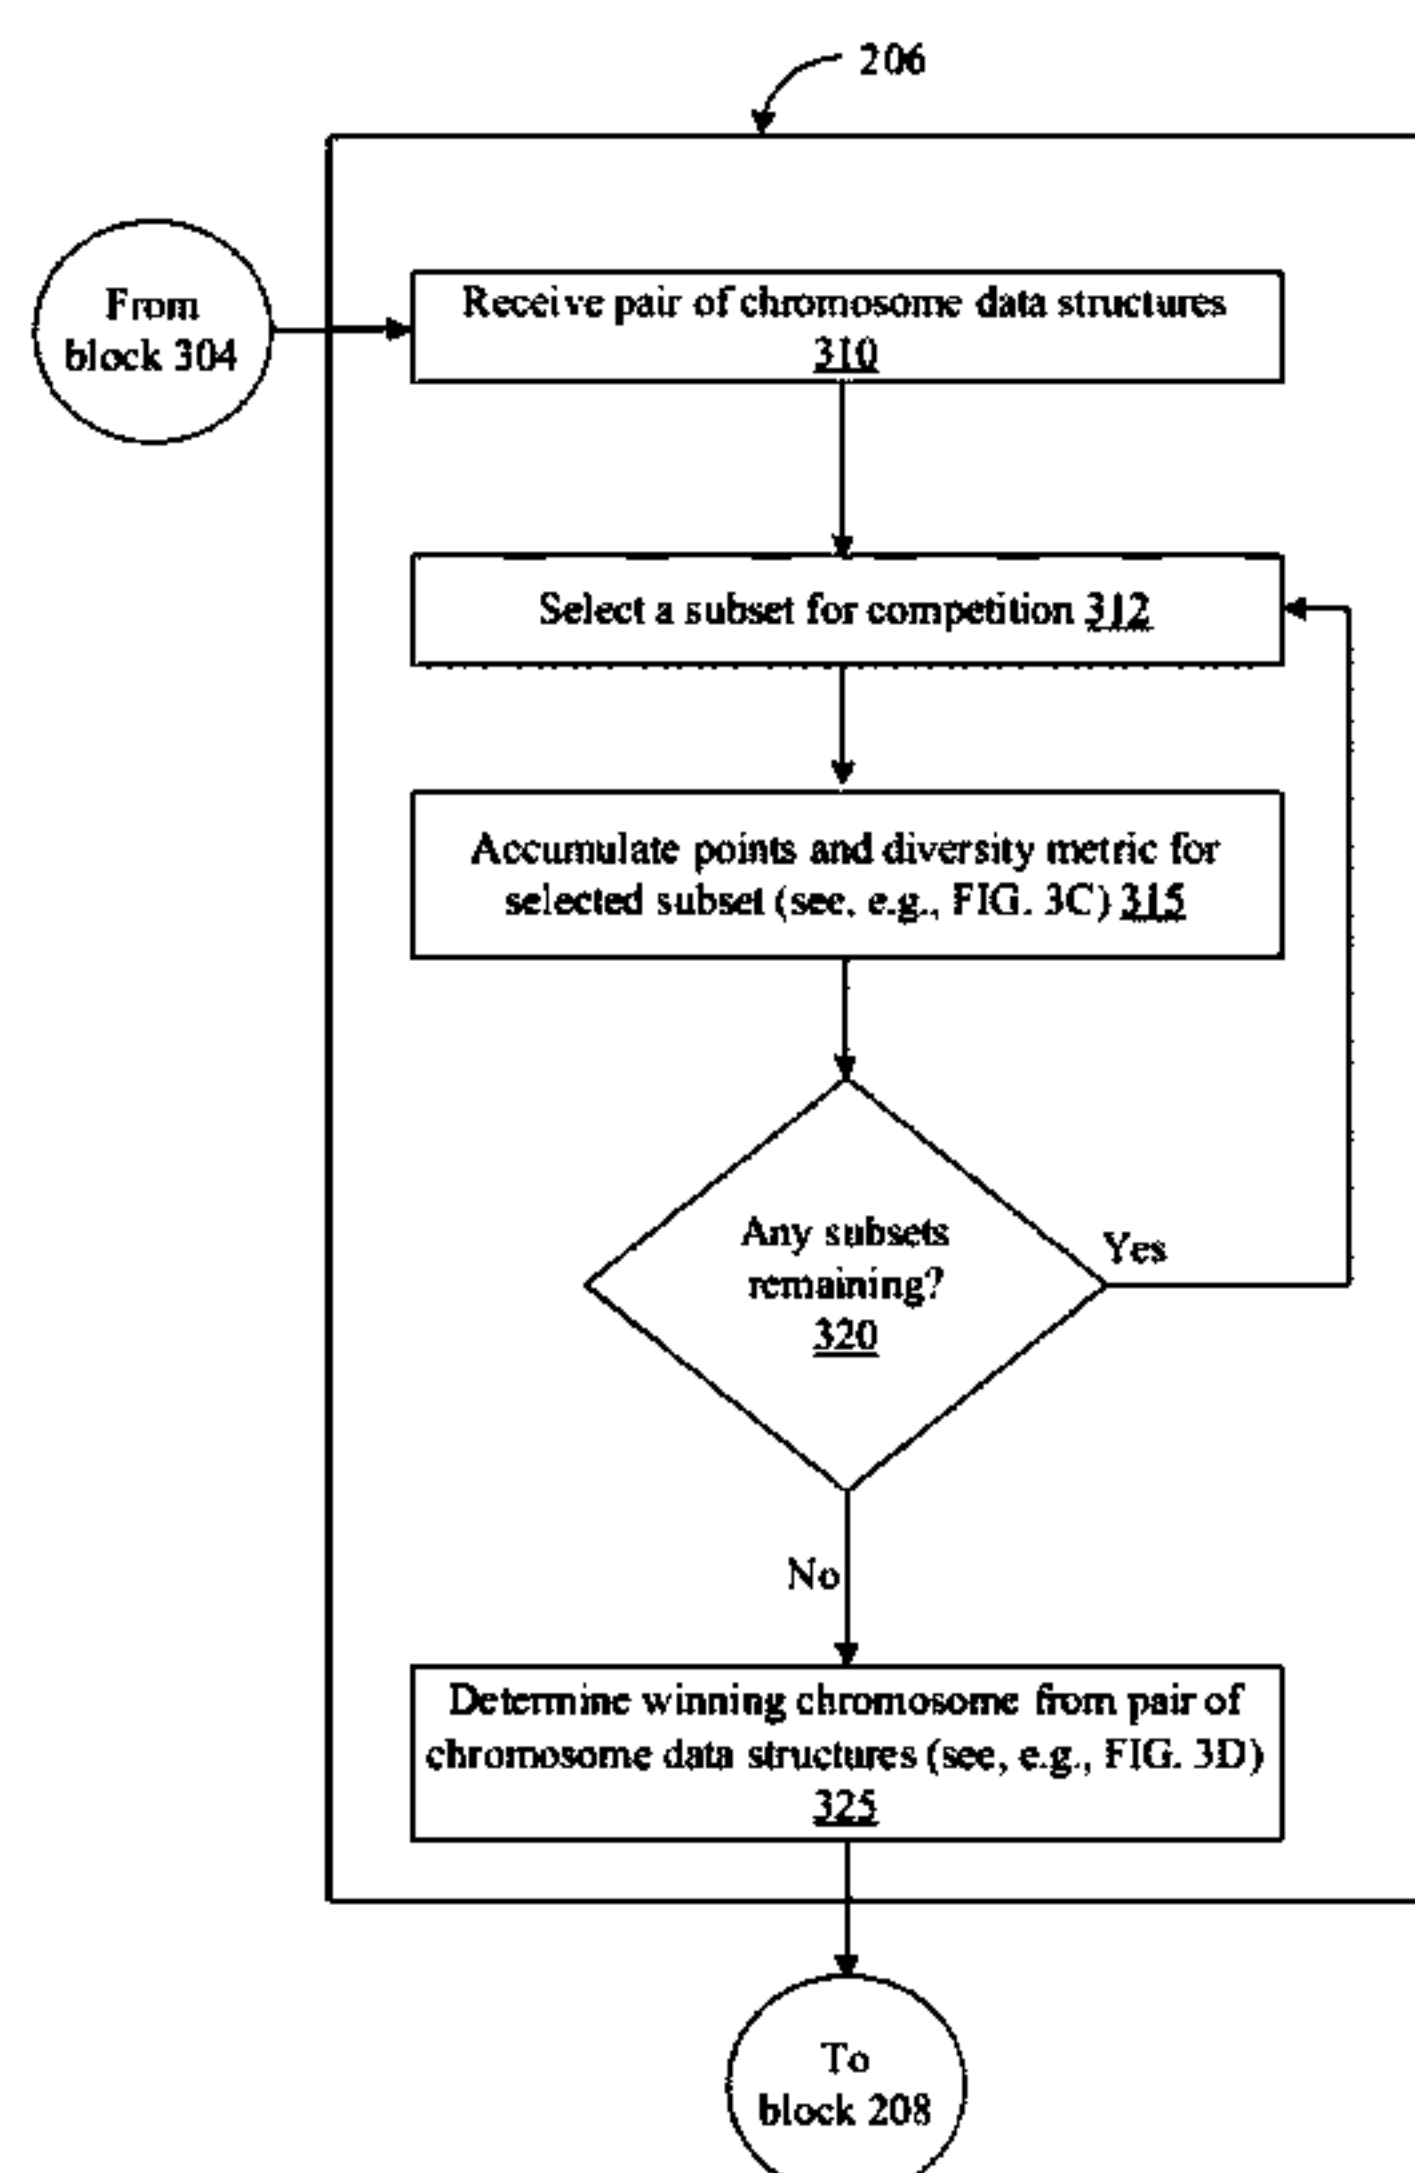 206
From
block 304
Receive pair of chromosome data structures
310
Select a subset for competition 312
Accumulate points and diversity metric for
selected subset (see, e.g., FIG. 3C) 315
Any subsets
remaining?
320
Yes
No
Determine winning chromosome from pair of
chromosome data structures (see, e.g., FIG. 3D)
325
To
block 208